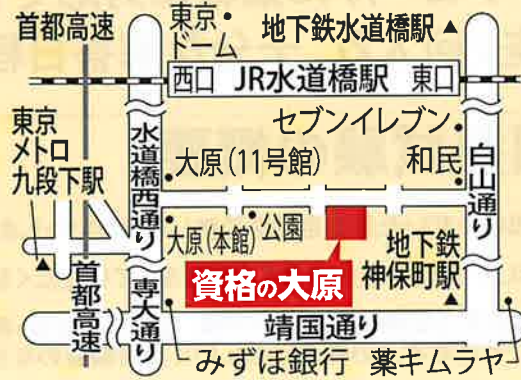 首都高速
東京
ドーム
地下鉄水道橋駅
西口 JR水道橋駅 東口
セブンイレブン
東京
メトロ
九段下駅
水道橋西通り
大原(11号館)
和民
白山通り
大原(本館)
公園
地下鉄
神保町駅
資格の大原
首都高速
専大通り
靖国通り
みずほ銀行
薬キムラヤ